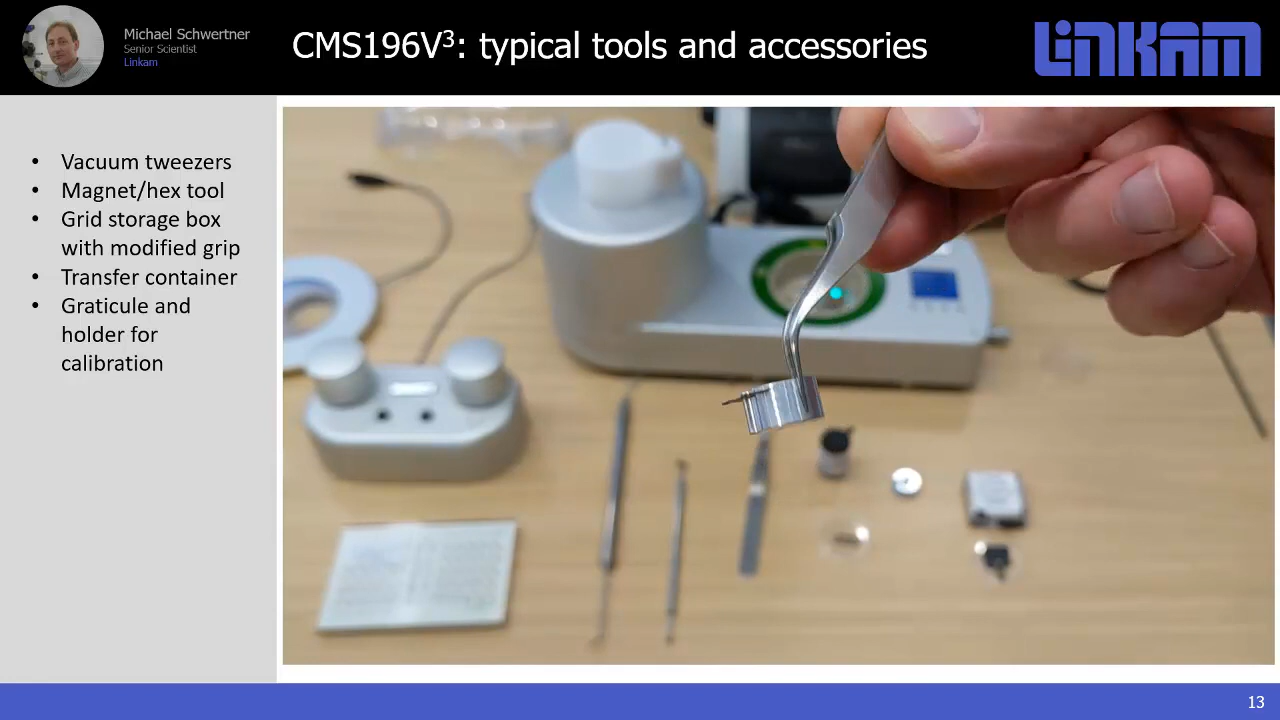 Michael Schwertner
Senior Scientist
Linkam
CMS196V³: typical tools and accessories
LINKAM
• Vacuum tweezers
• Magnet/hex tool
• Grid storage box
with modified grip
• Transfer container
• Graticule and
holder for
calibration
13